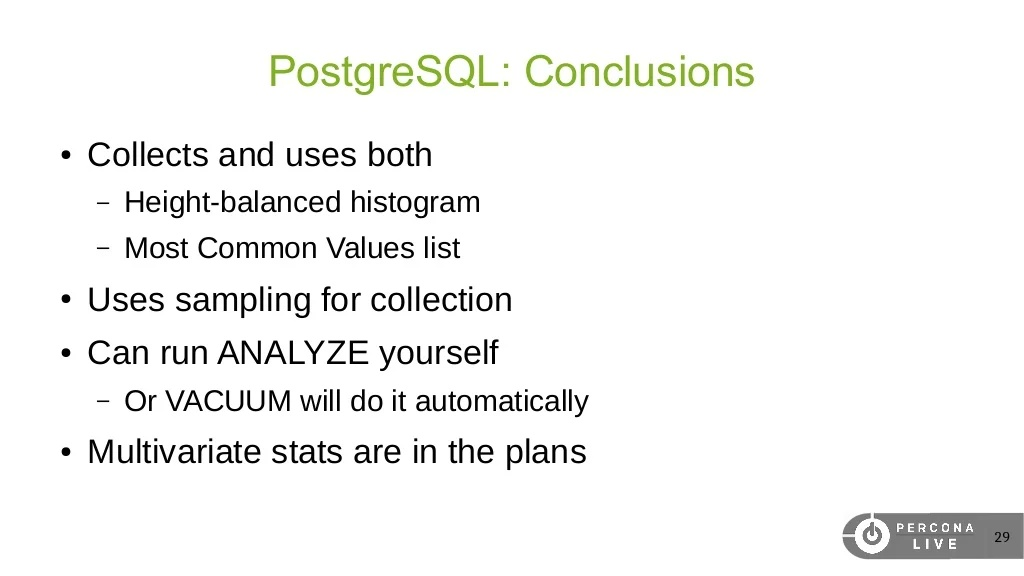 PostgreSQL: Conclusions
• Collects and uses both
– Height-balanced histogram
– Most Common Values list
• Uses sampling for collection
• Can run ANALYZE yourself
– Or VACUUM will do it automatically
• Multivariate stats are in the plans
PERCONA
LIVE
29